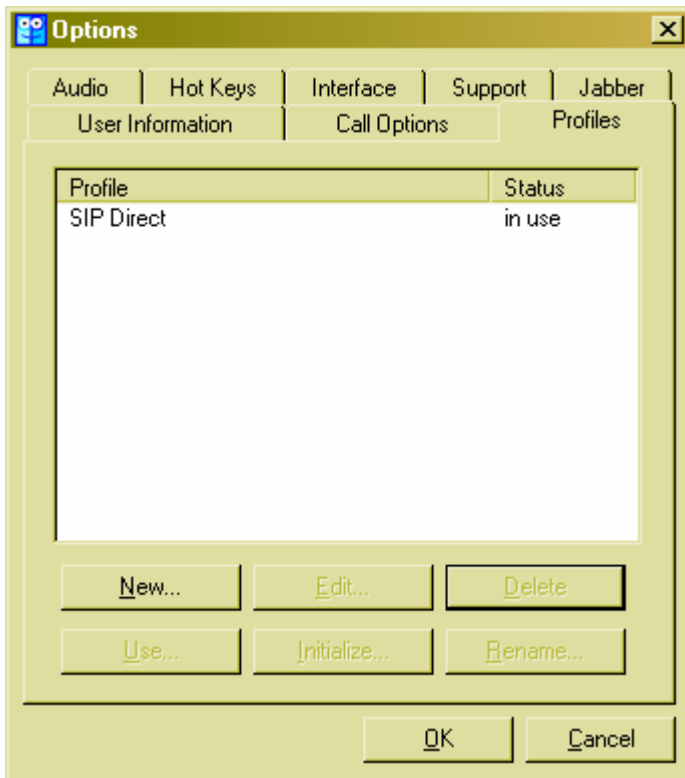 Options
Audio Hot Keys Interface Support Jabber
User Information Call Options Profiles
Profile Status
SIP Direct in use
New... Edit... Delete
Use... Initialize... Rename...
OK Cancel